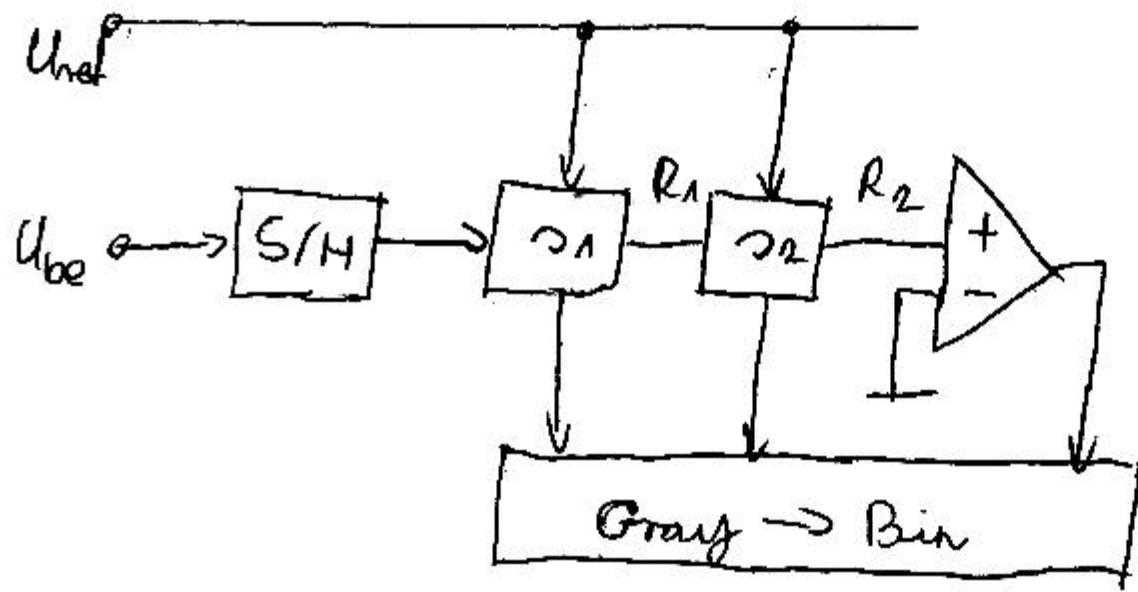 Uref
Ube
S/H
R1
R2
+
-
Gray → Bin